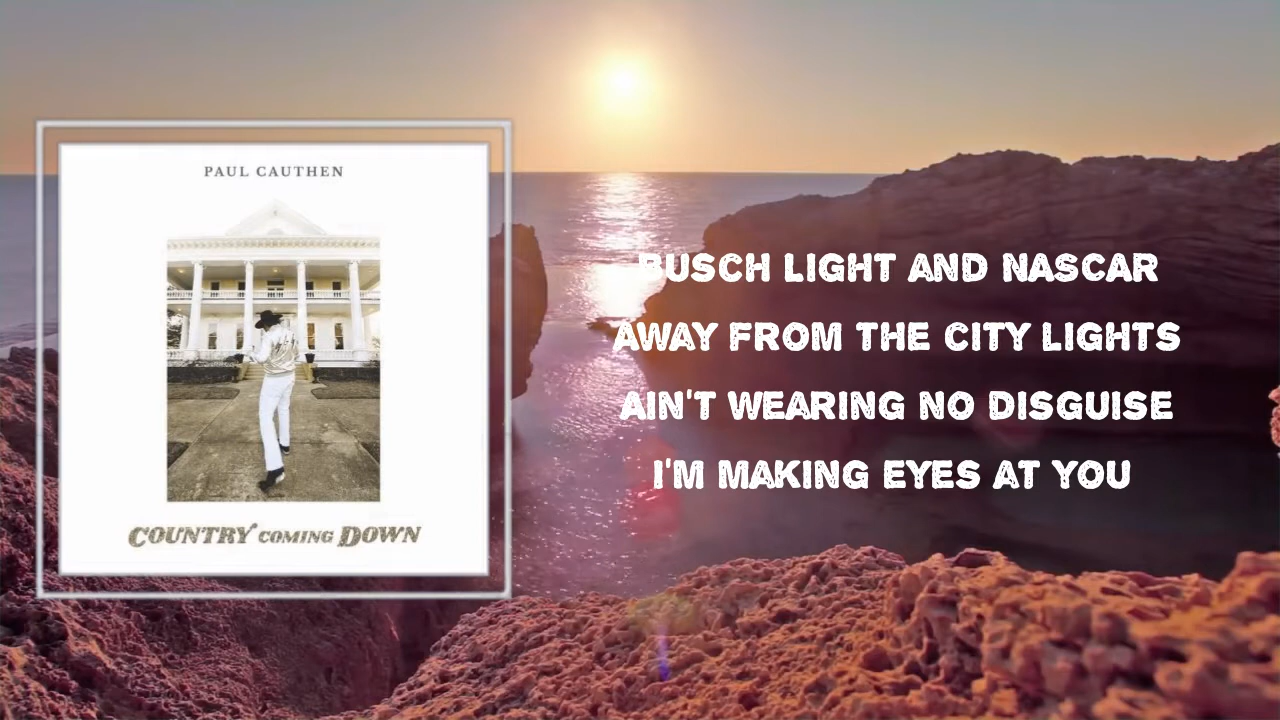 PAUL CAUTHEN
COUNTRY COMING DOWN
BUSCH LIGHT AND NASCAR
AWAY FROM THE CITY LIGHTS
AIN'T WEARING NO DISGUISE
I'M MAKING EYES AT YOU